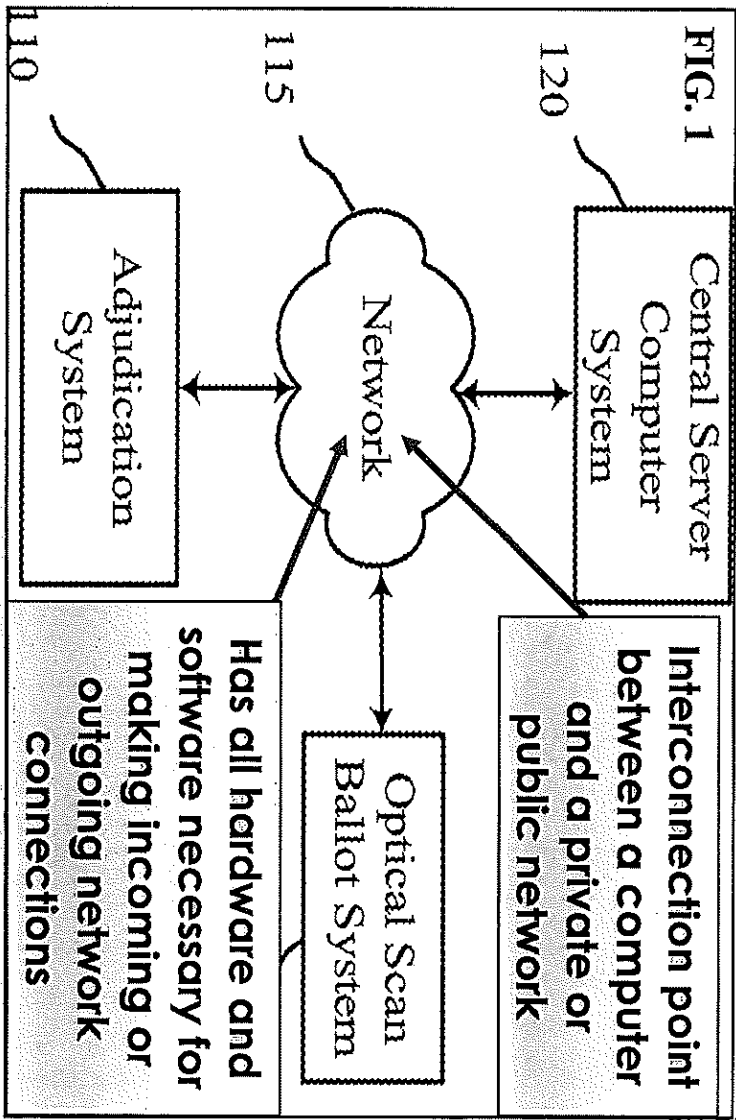 FIG. 1
Central Server
Computer
System
120
Interconnection point
between a computer
and a private or
public network
115
Network
Optical Scan
Ballot System
110
Adjudication
System
Has all hardware and
software necessary for
making incoming or
outgoing network
connections